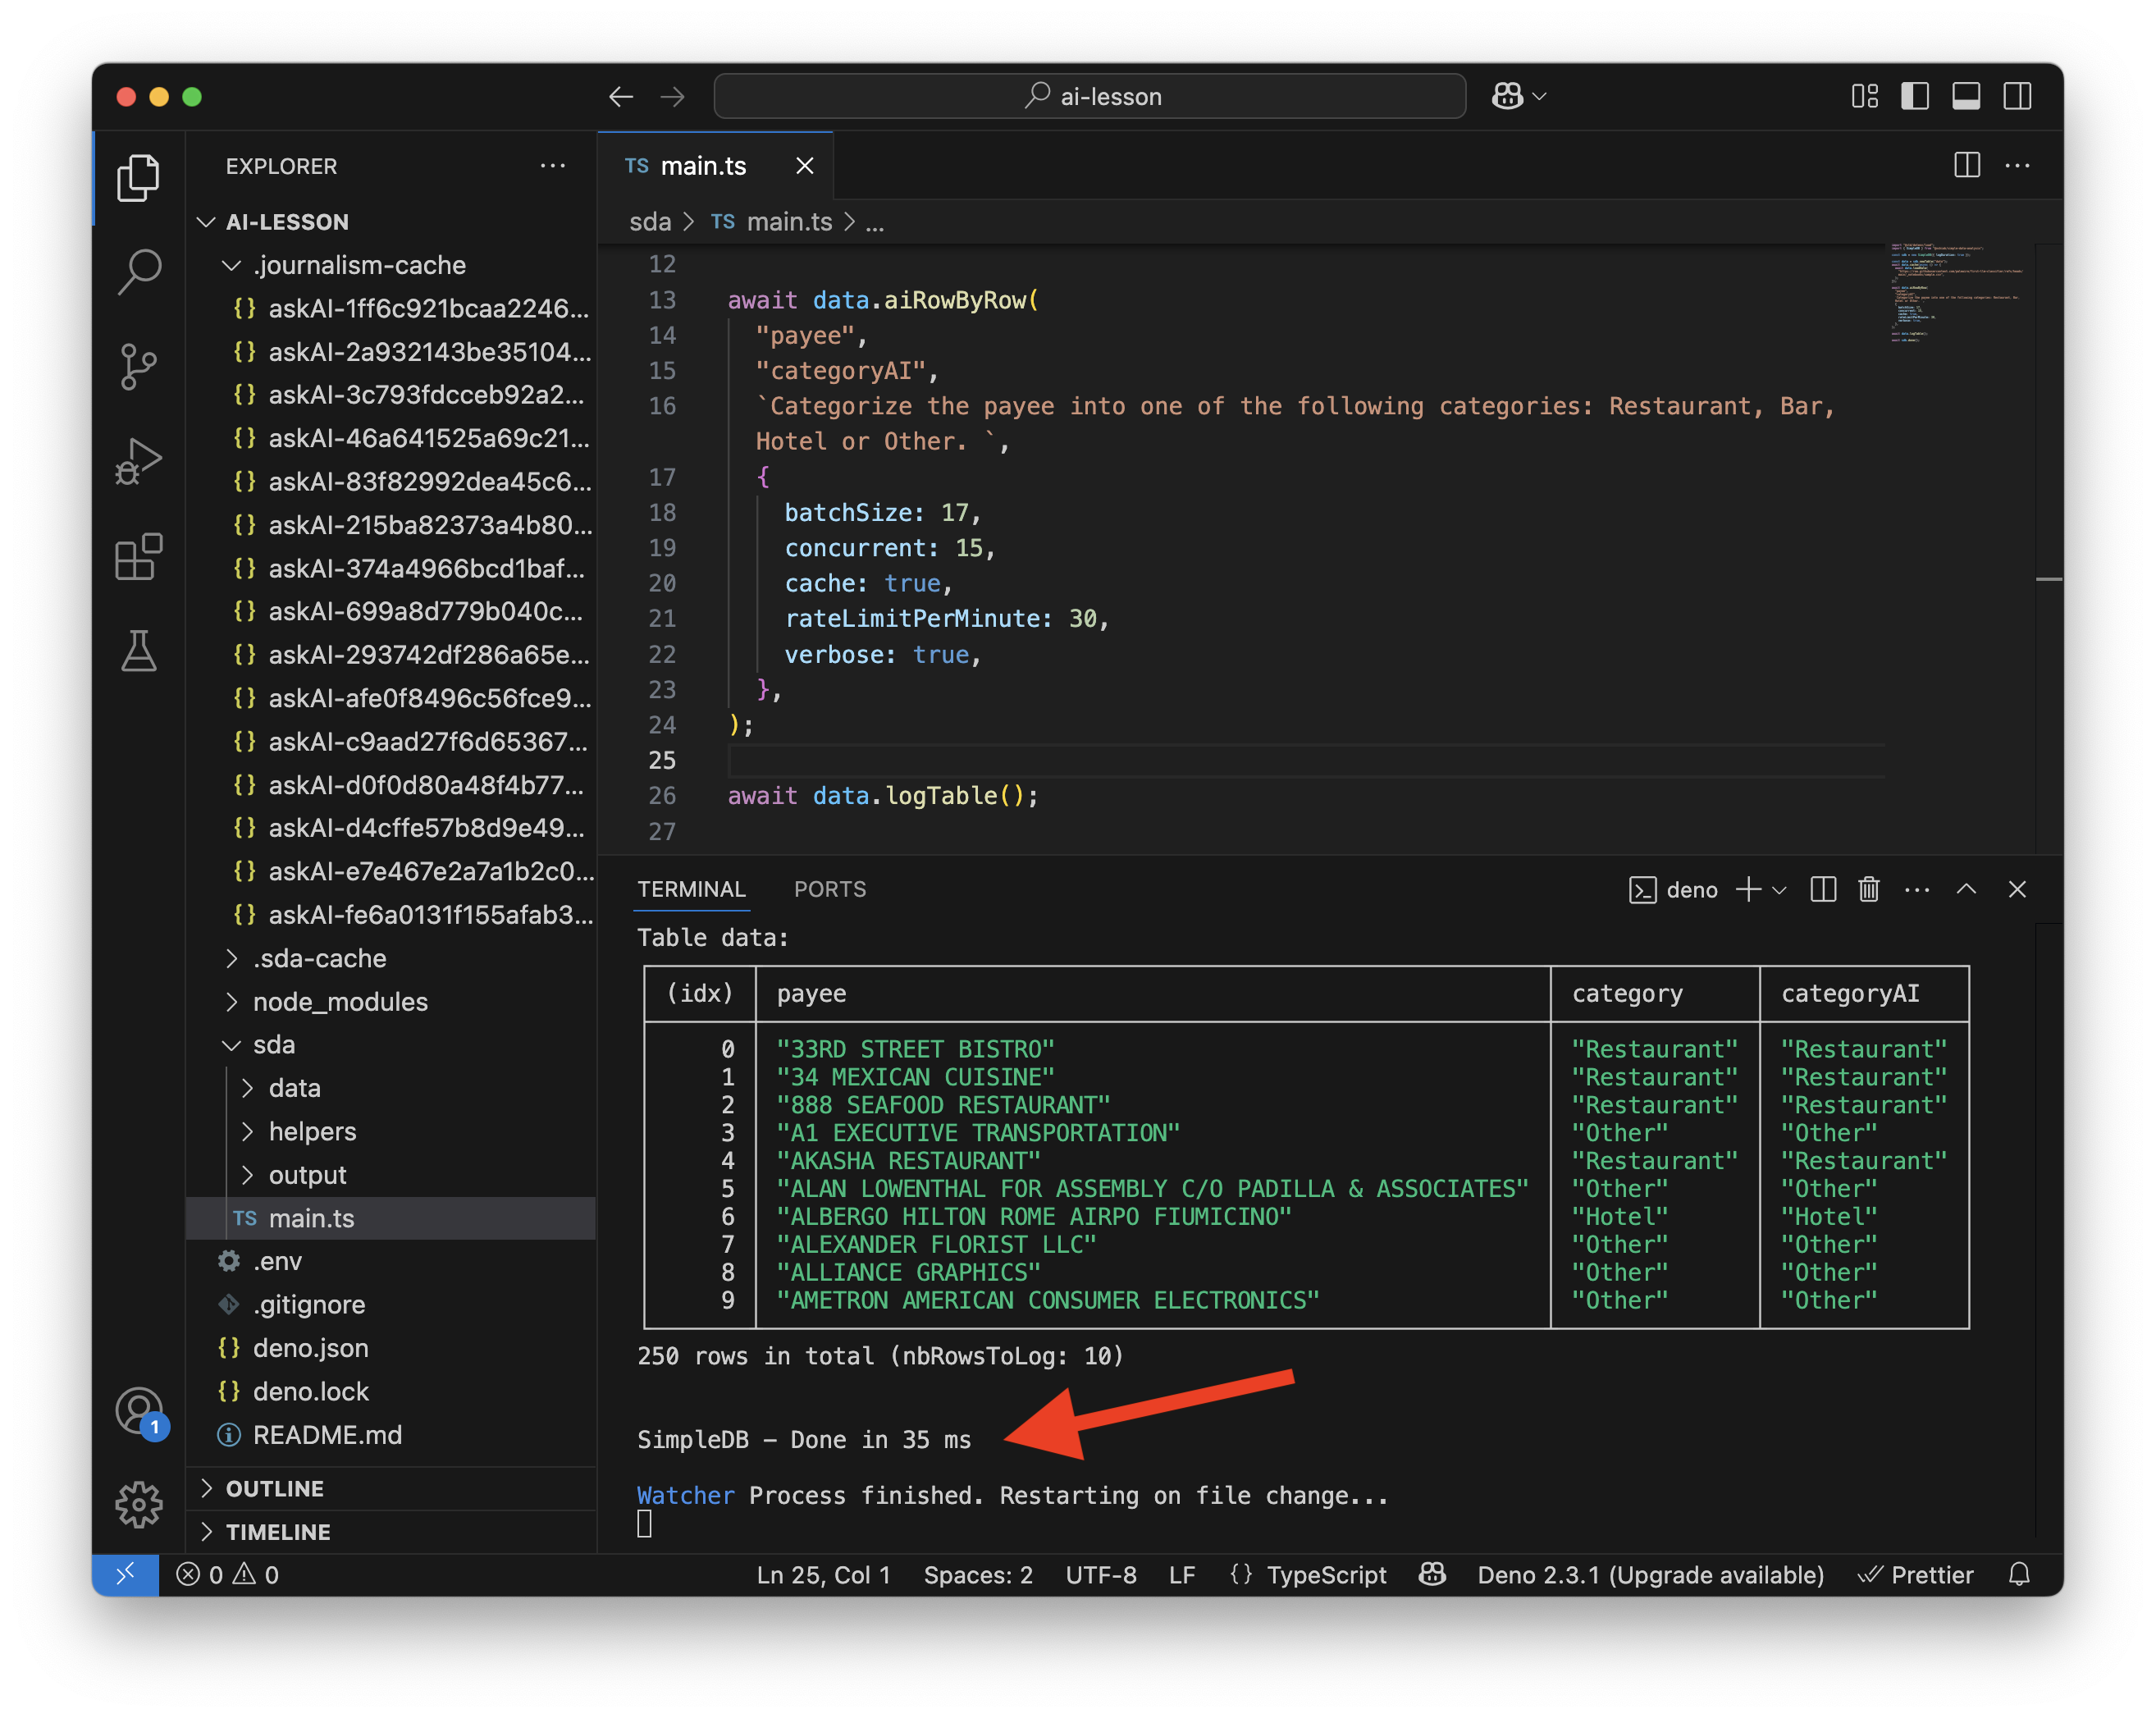 ai-lesson
EXPLORER
AI-LESSON
.journalism-cache
{} askAI-1ff6c921bcaa2246...
{} askAI-2a932143be35104...
{} askAI-3c793fdcceb92a2...
{} askAI-46a641525a69c21...
{} askAI-83f82992dea45c6...
{} askAI-215ba82373a4b80...
{} askAI-374a4966bcd1baf...
{} askAI-699a8d779b040c...
{} askAI-293742df286a65e...
{} askAI-afe0f8496c56fce9...
{} askAI-c9aad27f6d65367...
{} askAI-d0f0d80a48f4b77...
{} askAI-d4cffe57b8d9e49...
{} askAI-e7e467e2a7a1b2c0...
{} askAI-fe6a0131f155afab3...
.sda-cache
node_modules
sda
data
helpers
output
TS main.ts
.env
.gitignore
{} deno.json
{} deno.lock
README.md
OUTLINE
TIMELINE
1
TS main.ts
sda > TS main.ts > ...
12
13 await data.aiRowByRow(
14 "payee",
15 "categoryAI",
16 `Categorize the payee into one of the following categories: Restaurant, Bar,
Hotel or Other. `,
17 {
18 batchSize: 17,
19 concurrent: 15,
20 cache: true,
21 rateLimitPerMinute: 30,
22 verbose: true,
23 },
24 );
25
26 await data.logTable();
27
TERMINAL PORTS deno
Table data:
(idx) payee category categoryAI
0 "33RD STREET BISTRO" "Restaurant" "Restaurant"
1 "34 MEXICAN CUISINE" "Restaurant" "Restaurant"
2 "888 SEAFOOD RESTAURANT" "Restaurant" "Restaurant"
3 "A1 EXECUTIVE TRANSPORTATION" "Other" "Other"
4 "AKASHA RESTAURANT" "Restaurant" "Restaurant"
5 "ALAN LOWENTHAL FOR ASSEMBLY C/O PADILLA & ASSOCIATES" "Other" "Other"
6 "ALBERGO HILTON ROME AIRPO FIUMICINO" "Hotel" "Hotel"
7 "ALEXANDER FLORIST LLC" "Other" "Other"
8 "ALLIANCE GRAPHICS" "Other" "Other"
9 "AMETRON AMERICAN CONSUMER ELECTRONICS" "Other" "Other"
250 rows in total (nbRowsToLog: 10)
SimpleDB – Done in 35 ms
Watcher Process finished. Restarting on file change...
0 0 Ln 25, Col 1 Spaces: 2 UTF-8 LF {} TypeScript Deno 2.3.1 (Upgrade available) Prettier